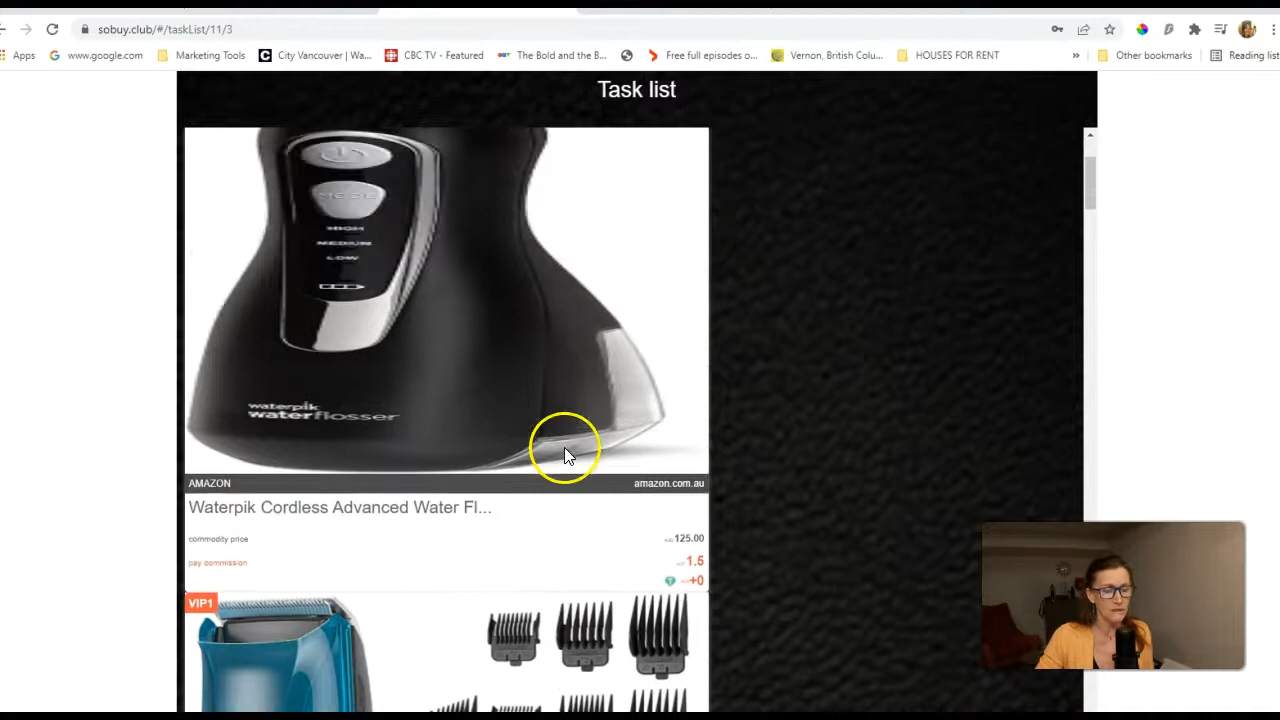 sobuy.club/#/taskList/11/3
Apps
www.google.com
Marketing Tools
City Vancouver | Wa...
CBC TV - Featured
The Bold and the B...
Free full episodes o...
Vernon, British Colu...
HOUSES FOR RENT
»
Other bookmarks
Reading list
Task list
MODE
HIGH
MEDIUM
LOW
waterpik
waterflosser
AMAZON
amazon.com.au
Waterpik Cordless Advanced Water Fl...
commodity price
125.00
pay commission
1.5
+0
VIP1